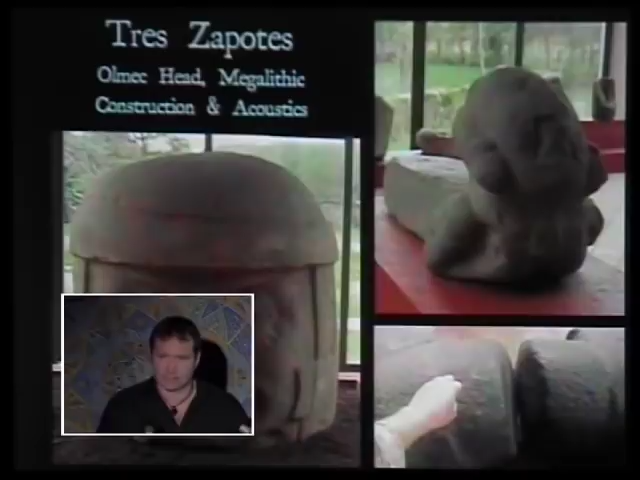 Tres Zapotes
Olmec Head, Megalithic
Construction & Acoustics